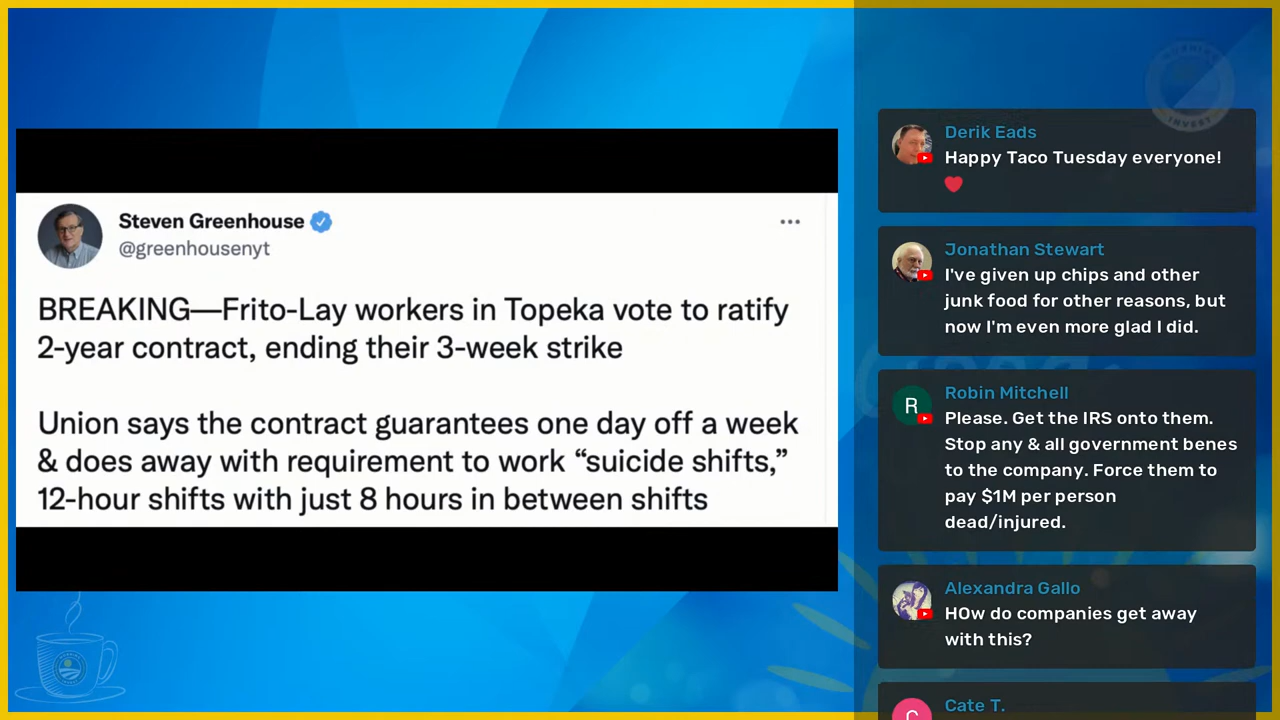 Steven Greenhouse
@greenhousenyt
BREAKING—Frito-Lay workers in Topeka vote to ratify
2-year contract, ending their 3-week strike
Union says the contract guarantees one day off a week
& does away with requirement to work “suicide shifts,”
12-hour shifts with just 8 hours in between shifts
INVEST
Derik Eads
Happy Taco Tuesday everyone!
Jonathan Stewart
I've given up chips and other
junk food for other reasons, but
now I'm even more glad I did.
R
Robin Mitchell
Please. Get the IRS onto them.
Stop any & all government benes
to the company. Force them to
pay $1M per person
dead/injured.
Alexandra Gallo
HOw do companies get away
with this?
C
Cate T.